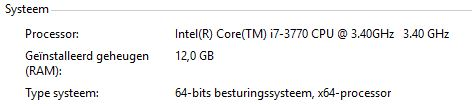 Systeem
Processor: Intel(R) Core(TM) i7-3770 CPU @ 3.40GHz 3.40 GHz
Geïnstalleerd geheugen 12,0 GB
(RAM):
Type systeem: 64-bits besturingssysteem, x64-processor